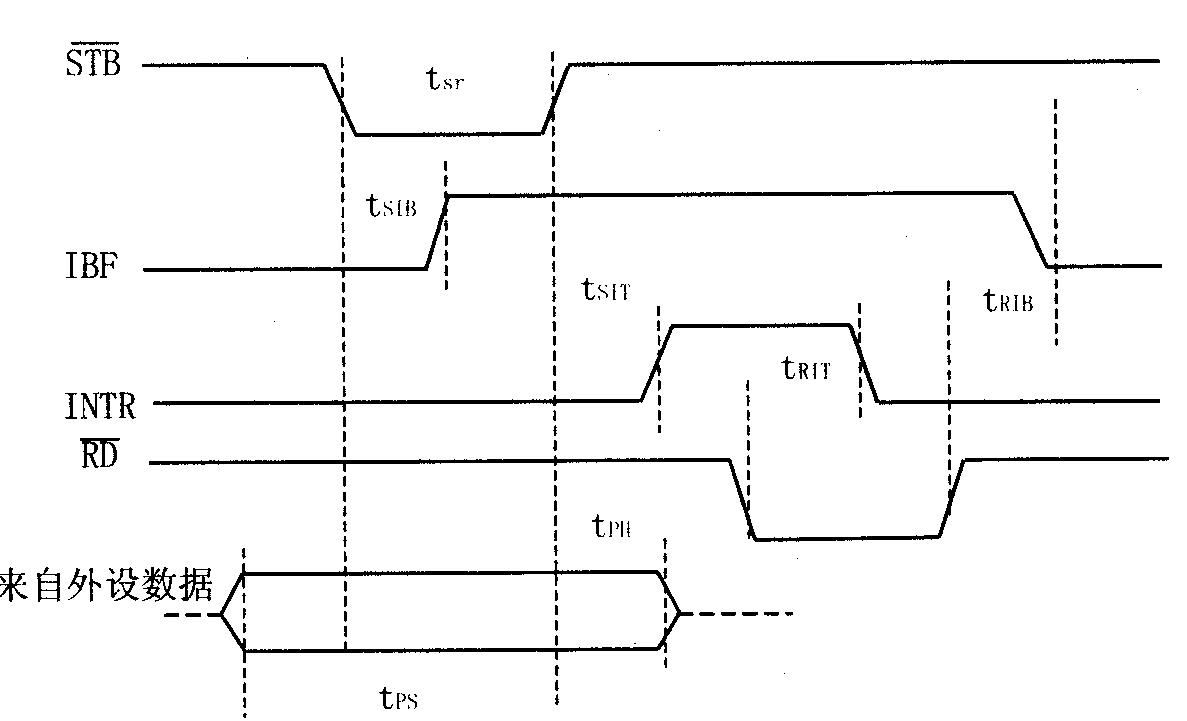 STB
tsr
tSIB
IBF
tSIT
tRIB
tRIT
INTR
RD
tPH
来自外设数据
tPS